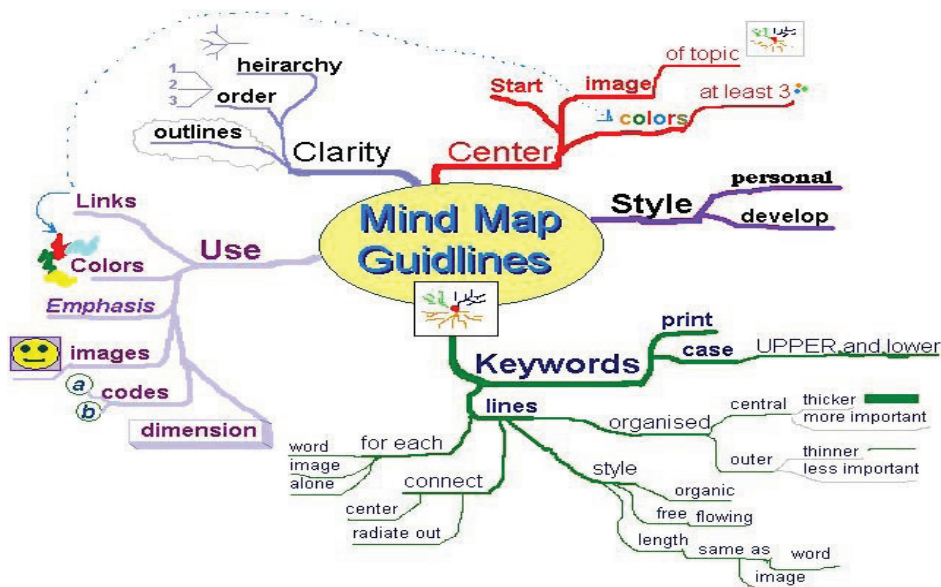 Mind Map
Guidlines
Start
Center
image
of topic
colors
at least 3
Style
personal
develop
Keywords
print
case
UPPER and lower
lines
organised
central
thicker
more important
outer
thinner
less important
style
organic
free
flowing
length
same as
word
image
connect
center
radiate out
for each
word
image
alone
Use
Links
Colors
Emphasis
images
codes
a
b
dimension
Clarity
heirarchy
order
1
2
3
outlines